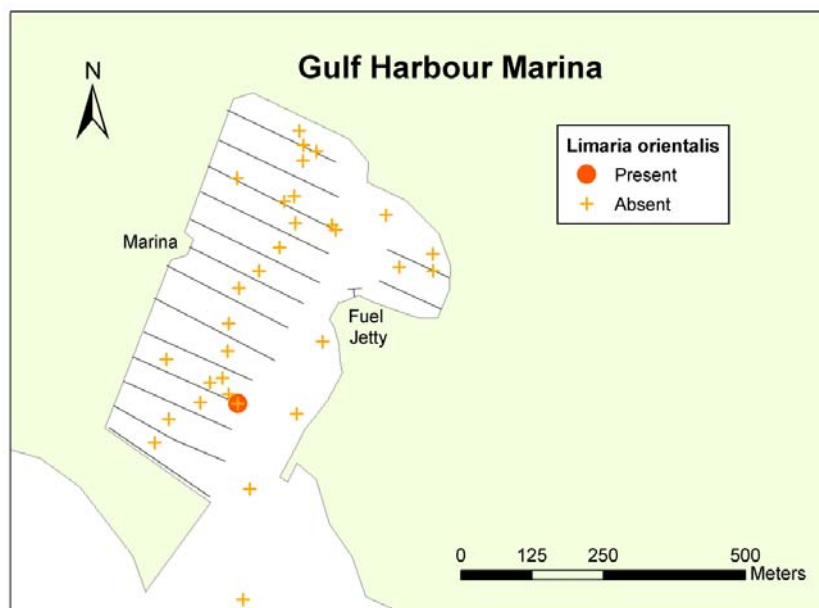 Gulf Harbour Marina
N
Limaria orientalis
Present
Absent
Marina
Fuel
Jetty
0 125 250 500
Meters